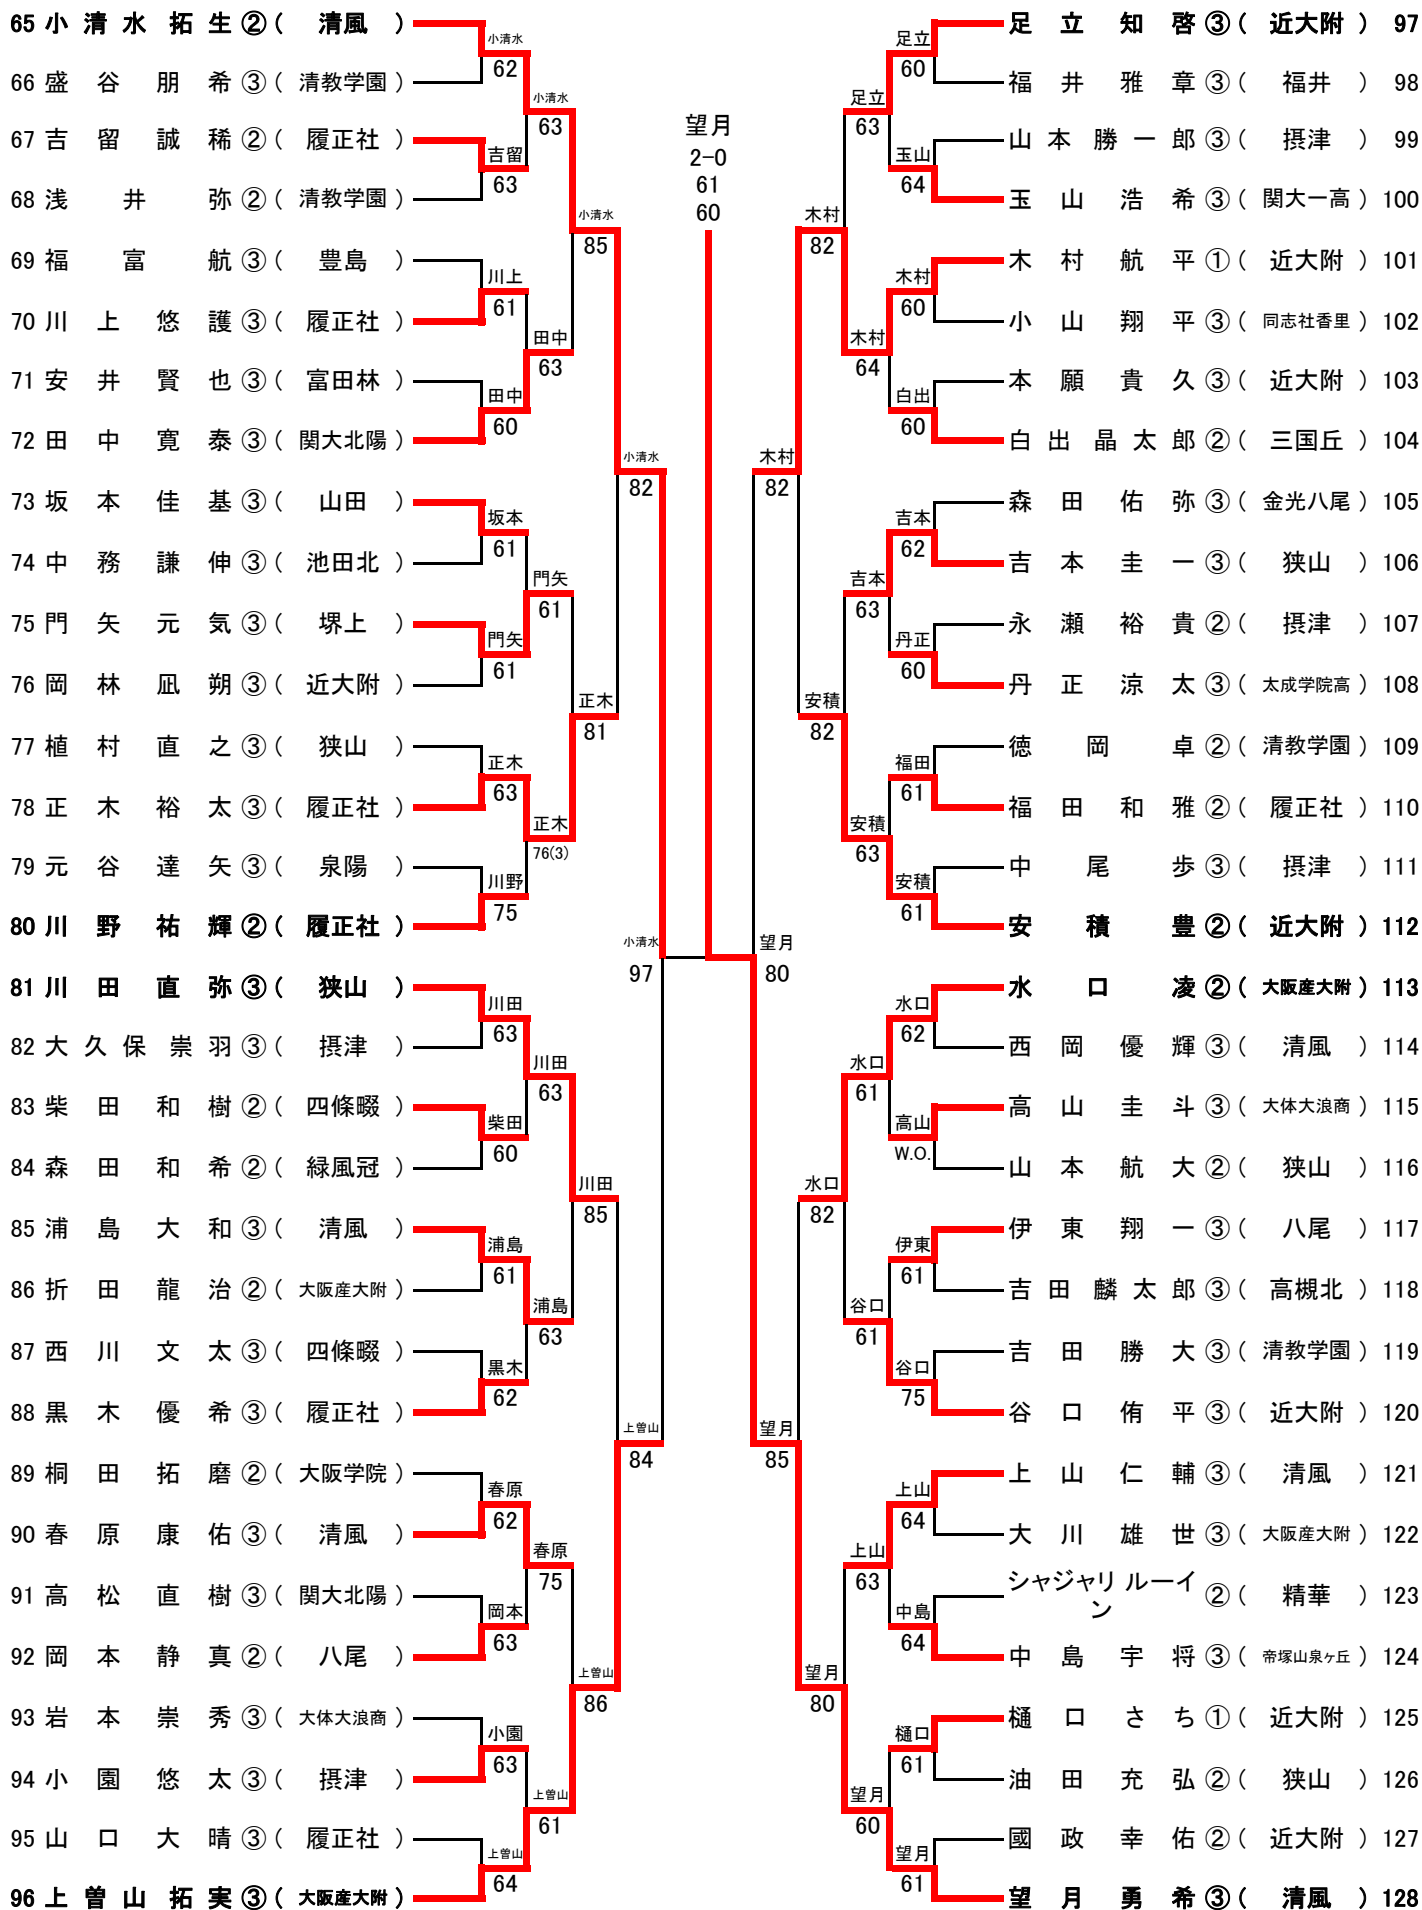 65 小清水拓生 ② ( 清風 )
66 盛谷朋希 ③ ( 清教学園 )
67 吉留誠稀 ② ( 履正社 )
68 浅井弥 ② ( 清教学園 )
69 福富航 ③ ( 豊島 )
70 川上悠護 ③ ( 履正社 )
71 安井賢也 ③ ( 富田林 )
72 田中寛泰 ③ ( 関大北陽 )
73 坂本佳基 ③ ( 山田 )
74 中務謙伸 ③ ( 池田北 )
75 門矢元気 ③ ( 堺上 )
76 岡林凪朔 ③ ( 近大附 )
77 植村直之 ③ ( 狭山 )
78 正木裕太 ③ ( 履正社 )
79 元谷達矢 ③ ( 泉陽 )
80 川野祐輝 ② ( 履正社 )
81 川田直弥 ③ ( 狭山 )
82 大久保崇羽 ③ ( 摂津 )
83 柴田和樹 ② ( 四條畷 )
84 森田和希 ② ( 緑風冠 )
85 浦島大和 ③ ( 清風 )
86 折田龍治 ② ( 大阪産大附 )
87 西川文太 ③ ( 四條畷 )
88 黒木優希 ③ ( 履正社 )
89 桐田拓磨 ② ( 大阪学院 )
90 春原康佑 ③ ( 清風 )
91 高松直樹 ③ ( 関大北陽 )
92 岡本静真 ② ( 八尾 )
93 岩本崇秀 ③ ( 大体大浪商 )
94 小園悠太 ③ ( 摂津 )
95 山口大晴 ③ ( 履正社 )
96 上曽山拓実 ③ ( 大阪産大附 )
小清水
62
吉留
63
川上
61
田中
60
坂本
61
門矢
61
正木
63
川野
75
川田
63
柴田
60
浦島
61
黒木
62
春原
62
岡本
63
小園
63
上曽山
64
小清水
63
田中
63
門矢
61
正木
76(3)
川田
63
浦島
63
春原
75
上曽山
61
小清水
85
正木
81
川田
85
上曽山
86
小清水
82
上曽山
84
小清水
97
望月
2-0
61
60
望月
80
木村
82
望月
85
木村
82
安積
82
水口
82
望月
80
足立
63
木村
64
吉本
63
安積
63
水口
61
谷口
61
上山
63
望月
60
足立
60
玉山
64
木村
60
白出
60
吉本
62
丹正
60
福田
61
安積
61
水口
62
高山
W.O.
伊東
61
谷口
75
上山
64
中島
64
樋口
61
望月
61
足立知啓 ③ ( 近大附 ) 97
福井雅章 ③ ( 福井 ) 98
山本勝一郎 ③ ( 摂津 ) 99
玉山浩希 ③ ( 関大一高 ) 100
木村航平 ① ( 近大附 ) 101
小山翔平 ③ ( 同志社香里 ) 102
本願貴久 ③ ( 近大附 ) 103
白出晶太郎 ② ( 三国丘 ) 104
森田佑弥 ③ ( 金光八尾 ) 105
吉本圭一 ③ ( 狭山 ) 106
永瀬裕貴 ② ( 摂津 ) 107
丹正涼太 ③ ( 太成学院高 ) 108
徳岡卓 ② ( 清教学園 ) 109
福田和雅 ② ( 履正社 ) 110
中尾歩 ③ ( 摂津 ) 111
安積豊 ② ( 近大附 ) 112
水口凌 ② ( 大阪産大附 ) 113
西岡優輝 ③ ( 清風 ) 114
高山圭斗 ③ ( 大体大浪商 ) 115
山本航大 ② ( 狭山 ) 116
伊東翔一 ③ ( 八尾 ) 117
吉田麟太郎 ③ ( 高槻北 ) 118
吉田勝大 ③ ( 清教学園 ) 119
谷口侑平 ③ ( 近大附 ) 120
上山仁輔 ③ ( 清風 ) 121
大川雄世 ③ ( 大阪産大附 ) 122
シャジャリ ルーイ
ン ② ( 精華 ) 123
中島宇将 ③ ( 帝塚山泉ヶ丘 ) 124
樋口さち ① ( 近大附 ) 125
油田充弘 ② ( 狭山 ) 126
國政幸佑 ② ( 近大附 ) 127
望月勇希 ③ ( 清風 ) 128